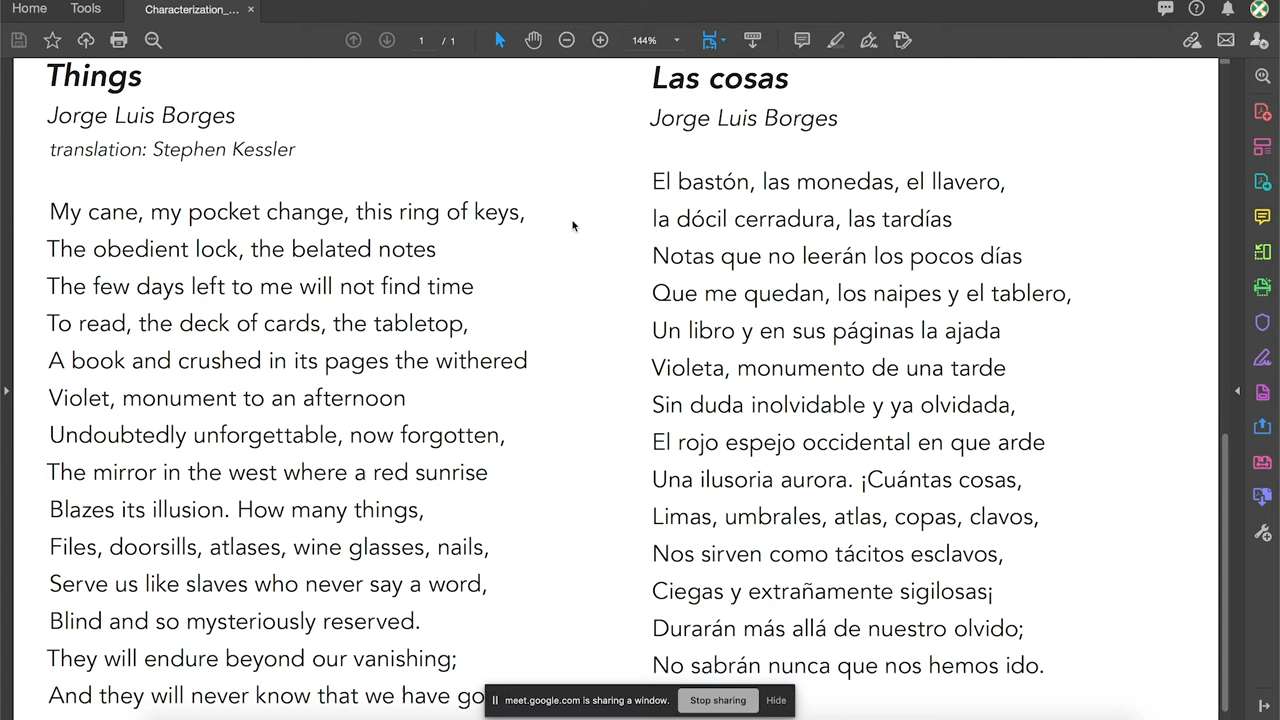 Home
Tools
Characterization_...
1 / 1
144%
Things
Jorge Luis Borges
translation: Stephen Kessler
My cane, my pocket change, this ring of keys,
The obedient lock, the belated notes
The few days left to me will not find time
To read, the deck of cards, the tabletop,
A book and crushed in its pages the withered
Violet, monument to an afternoon
Undoubtedly unforgettable, now forgotten,
The mirror in the west where a red sunrise
Blazes its illusion. How many things,
Files, doorsills, atlases, wine glasses, nails,
Serve us like slaves who never say a word,
Blind and so mysteriously reserved.
They will endure beyond our vanishing;
And they will never know that we have go
Las cosas
Jorge Luis Borges
El bastón, las monedas, el llavero,
la dócil cerradura, las tardías
Notas que no leerán los pocos días
Que me quedan, los naipes y el tablero,
Un libro y en sus páginas la ajada
Violeta, monumento de una tarde
Sin duda inolvidable y ya olvidada,
El rojo espejo occidental en que arde
Una ilusoria aurora. ¡Cuántas cosas,
Limas, umbrales, atlas, copas, clavos,
Nos sirven como tácitos esclavos,
Ciegas y extrañamente sigilosas¡
Durarán más allá de nuestro olvido;
No sabrán nunca que nos hemos ido.
meet.google.com is sharing a window.
Stop sharing
Hide